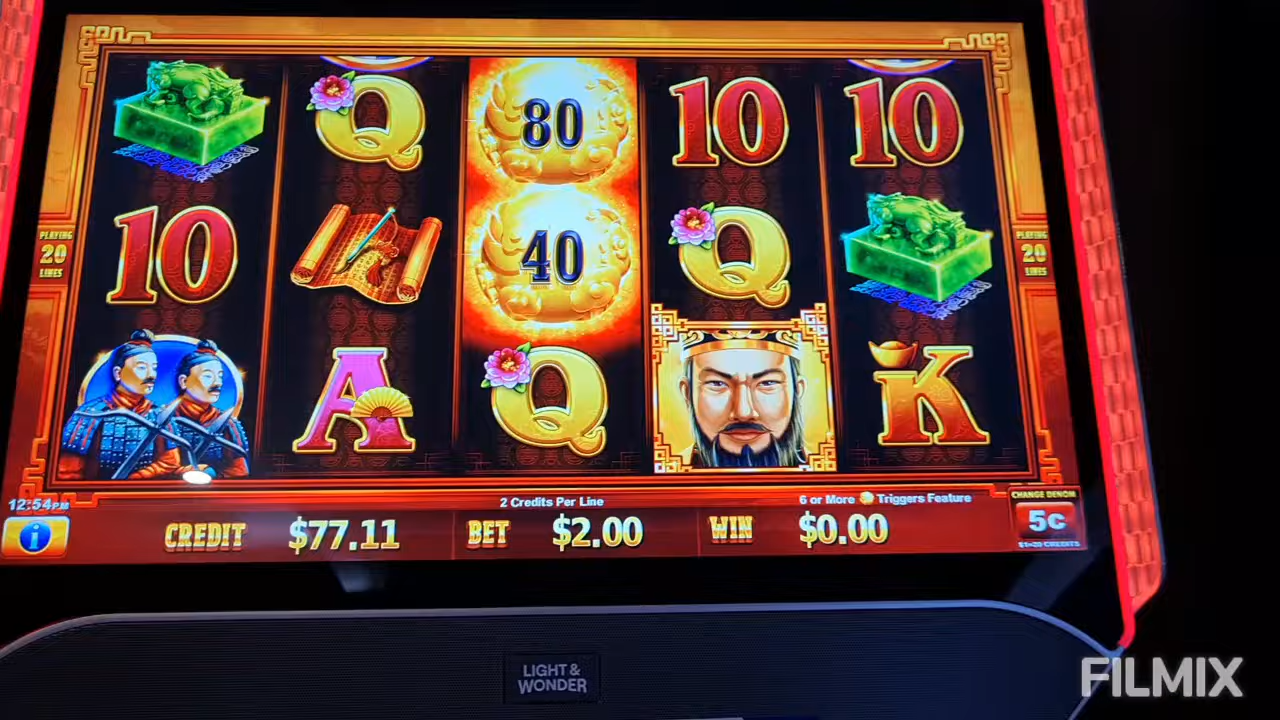 Q
80
10
10
10
40
Q
A
Q
K
PLAYING
20
LINES
PLAYING
20
LINES
12:54PM
2 Credits Per Line
6 or More Triggers Feature
CHANGE DENOM
5¢
i
CREDIT $77.11
BET $2.00
WIN $0.00
LIGHT &
WONDER
FILMIX